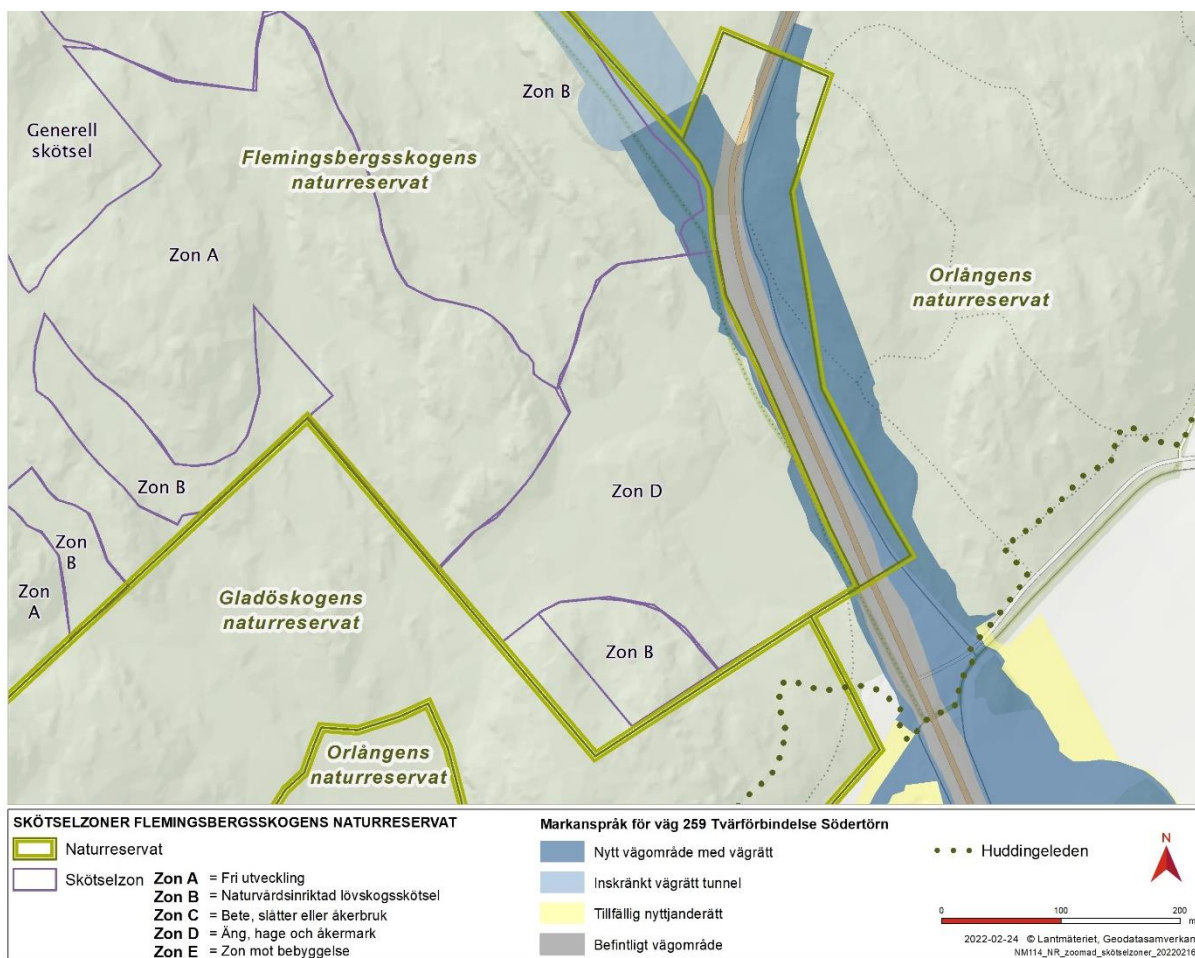 Zon B
Generell
skötsel
Flemingsbergsskogens
naturreservat
Zon A
Orlångens
naturreservat
Zon B
Zon D
Zon
B
Zon
A
Gladöskogens
naturreservat
Zon B
Orlångens
naturreservat
SKÖTSELZONER FLEMINGSBERGSSKOGENS NATURRESERVAT
Naturreservat
Skötselzon
Zon A = Fri utveckling
Zon B = Naturvårdsinriktad lövskogsskötsel
Zon C = Bete, slåtter eller åkerbruk
Zon D = Äng, hage och åkermark
Zon E = Zon mot bebyggelse
Markanspråk för väg 259 Tvärförbindelse Södertörn
Nytt vägområde med vägrätt
Inskränkt vägrätt tunnel
Tillfällig nyttjanderätt
Befintligt vägområde
Huddingeleden
N
0 100 200
m
2022-02-24 © Lantmäteriet, Geodatasamverkan
NM114_NR_zoomad_skötselzoner_20220216